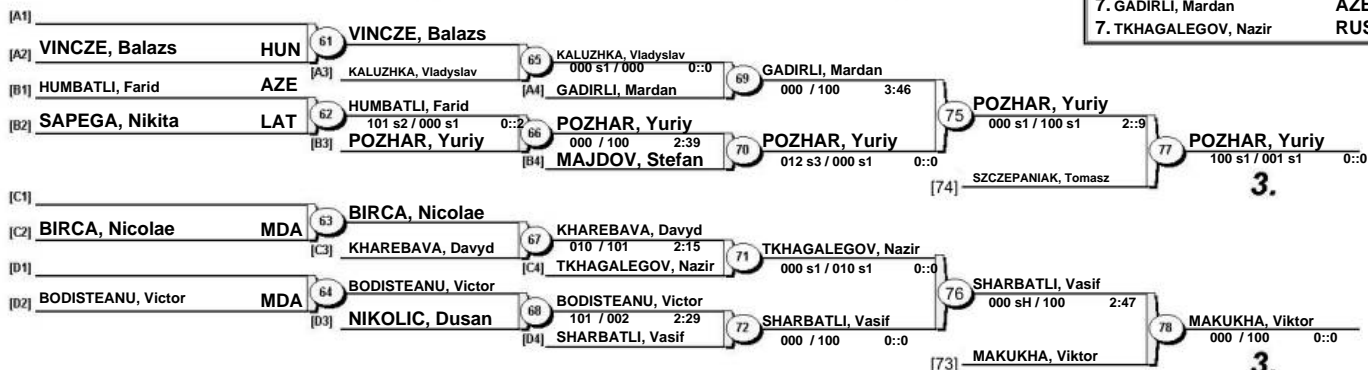 7. GADIRLI, Mardan AZE
7. TKHAGALEGOV, Nazir RUS
[A1]
[A2] VINCZE, Balazs HUN
61
VINCZE, Balazs
[A3] KALUZHKA, Vladyslav
65
KALUZHKA, Vladyslav
000 s1 / 000 0::0
[A4] GADIRLI, Mardan
69
GADIRLI, Mardan
000 / 100 3:46
[B1] HUMBATLI, Farid AZE
[B2] SAPEGA, Nikita LAT
62
HUMBATLI, Farid
101 s2 / 000 s1 0::2
[B3] POZHAR, Yuriy
66
POZHAR, Yuriy
000 / 100 2:39
[B4] MAJDOV, Stefan
70
POZHAR, Yuriy
012 s3 / 000 s1 0::0
75
POZHAR, Yuriy
000 s1 / 100 s1 2::9
[74] SZCZEPANIAK, Tomasz
77
POZHAR, Yuriy
100 s1 / 001 s1 0::0
3.
[C1]
[C2] BIRCA, Nicolae MDA
63
BIRCA, Nicolae
[C3] KHAREBAVA, Davyd
67
KHAREBAVA, Davyd
010 / 101 2:15
[C4] TKHAGALEGOV, Nazir
71
TKHAGALEGOV, Nazir
000 s1 / 010 s1 0::0
[D1]
[D2] BODISTEANU, Victor MDA
64
BODISTEANU, Victor
[D3] NIKOLIC, Dusan
68
BODISTEANU, Victor
101 / 002 2:29
[D4] SHARBATLI, Vasif
72
SHARBATLI, Vasif
000 / 100 0::0
76
SHARBATLI, Vasif
000 sH / 100 2:47
[73] MAKUKHA, Viktor
78
MAKUKHA, Viktor
000 / 100 0::0
3.